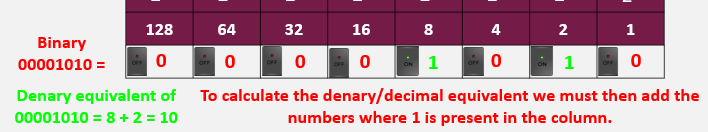 128 64 32 16 8 4 2 1
Binary
00001010 =
OFF 0 OFF 0 OFF 0 OFF 0 ON 1 OFF 0 ON 1 OFF 0
Denary equivalent of
00001010 = 8 + 2 = 10
To calculate the denary/decimal equivalent we must then add the
numbers where 1 is present in the column.